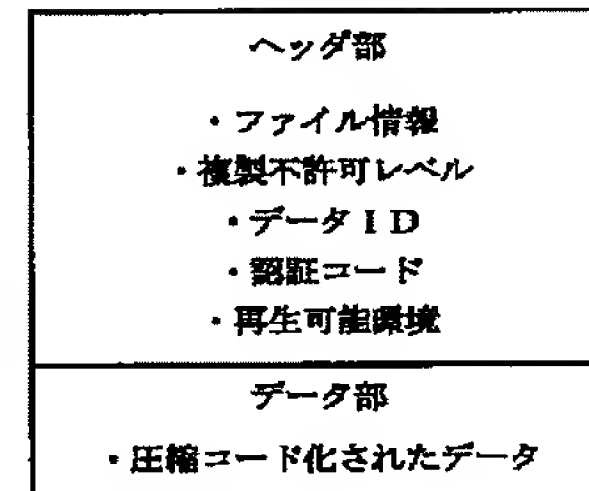 ヘッダ部
・ファイル情報
・複製不許可レベル
・データＩＤ
・認証コード
・再生可能環境
データ部
・圧縮コード化されたデータ